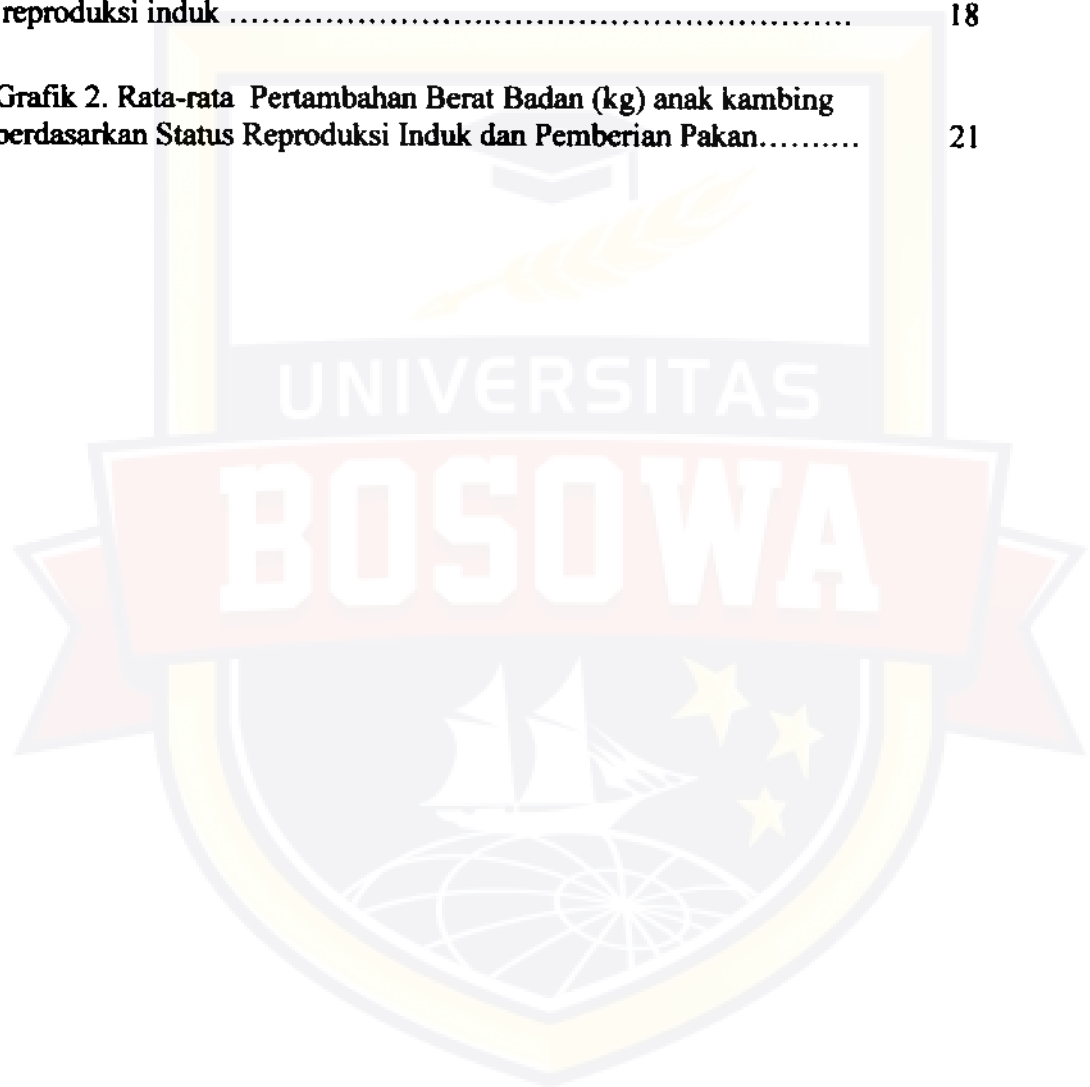 reproduksi induk ................................................................ 18
Grafik 2. Rata-rata Pertambahan Berat Badan (kg) anak kambing
berdasarkan Status Reproduksi Induk dan Pemberian Pakan.......... 21
UNIVERSITAS
BOSOWA